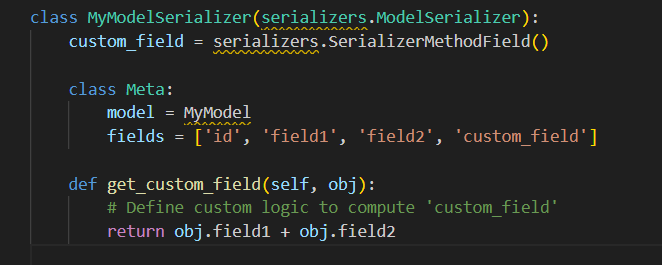 class MyModelSerializer(serializers.ModelSerializer):
    custom_field = serializers.SerializerMethodField()

    class Meta:
        model = MyModel
        fields = ['id', 'field1', 'field2', 'custom_field']

    def get_custom_field(self, obj):
        # Define custom logic to compute 'custom_field'
        return obj.field1 + obj.field2